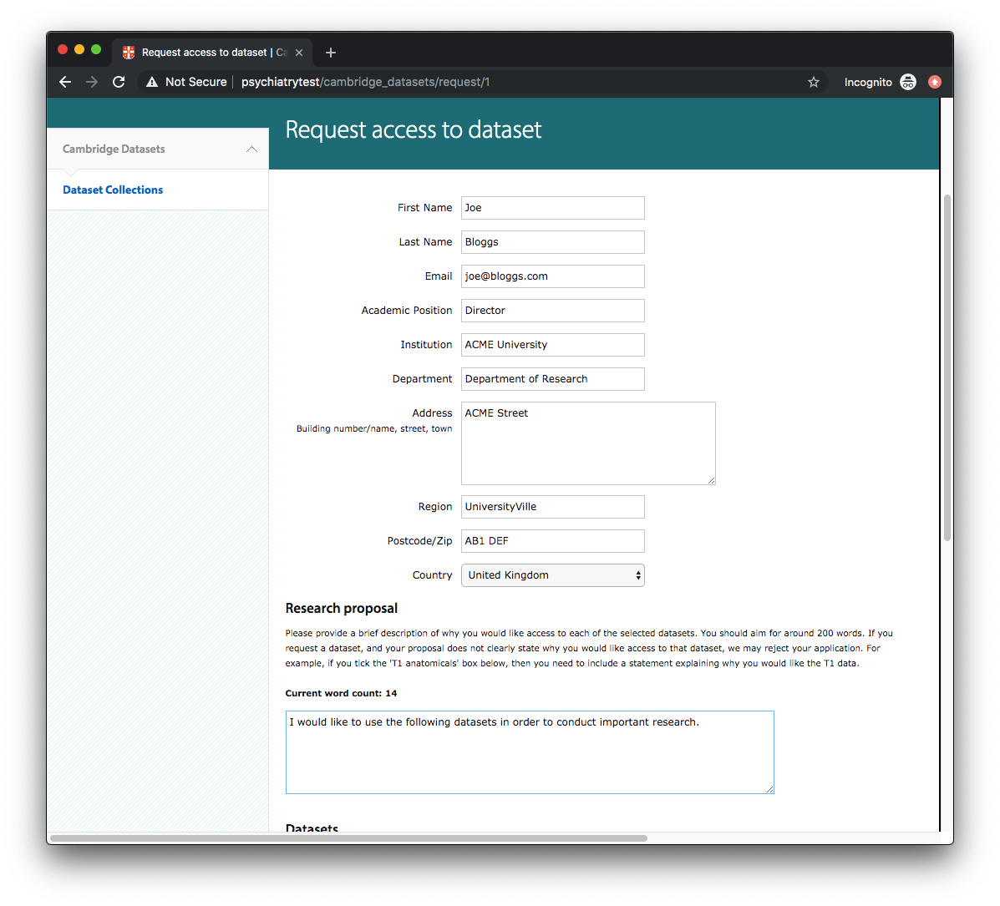 Request access to dataset | Ca
Not Secure psychiatrytest/cambridge_datasets/request/1
Incognito
Request access to dataset
Cambridge Datasets
Dataset Collections
First Name Joe
Last Name Bloggs
Email joe@bloggs.com
Academic Position Director
Institution ACME University
Department Department of Research
Address ACME Street
Building number/name, street, town
Region UniversityVille
Postcode/Zip AB1 DEF
Country United Kingdom
Research proposal
Please provide a brief description of why you would like access to each of the selected datasets. You should aim for around 200 words. If you
request a dataset, and your proposal does not clearly state why you would like access to that dataset, we may reject your application. For
example, if you tick the 'T1 anatomicals' box below, then you need to include a statement explaining why you would like the T1 data.
Current word count: 14
I would like to use the following datasets in order to conduct important research.
Datasets